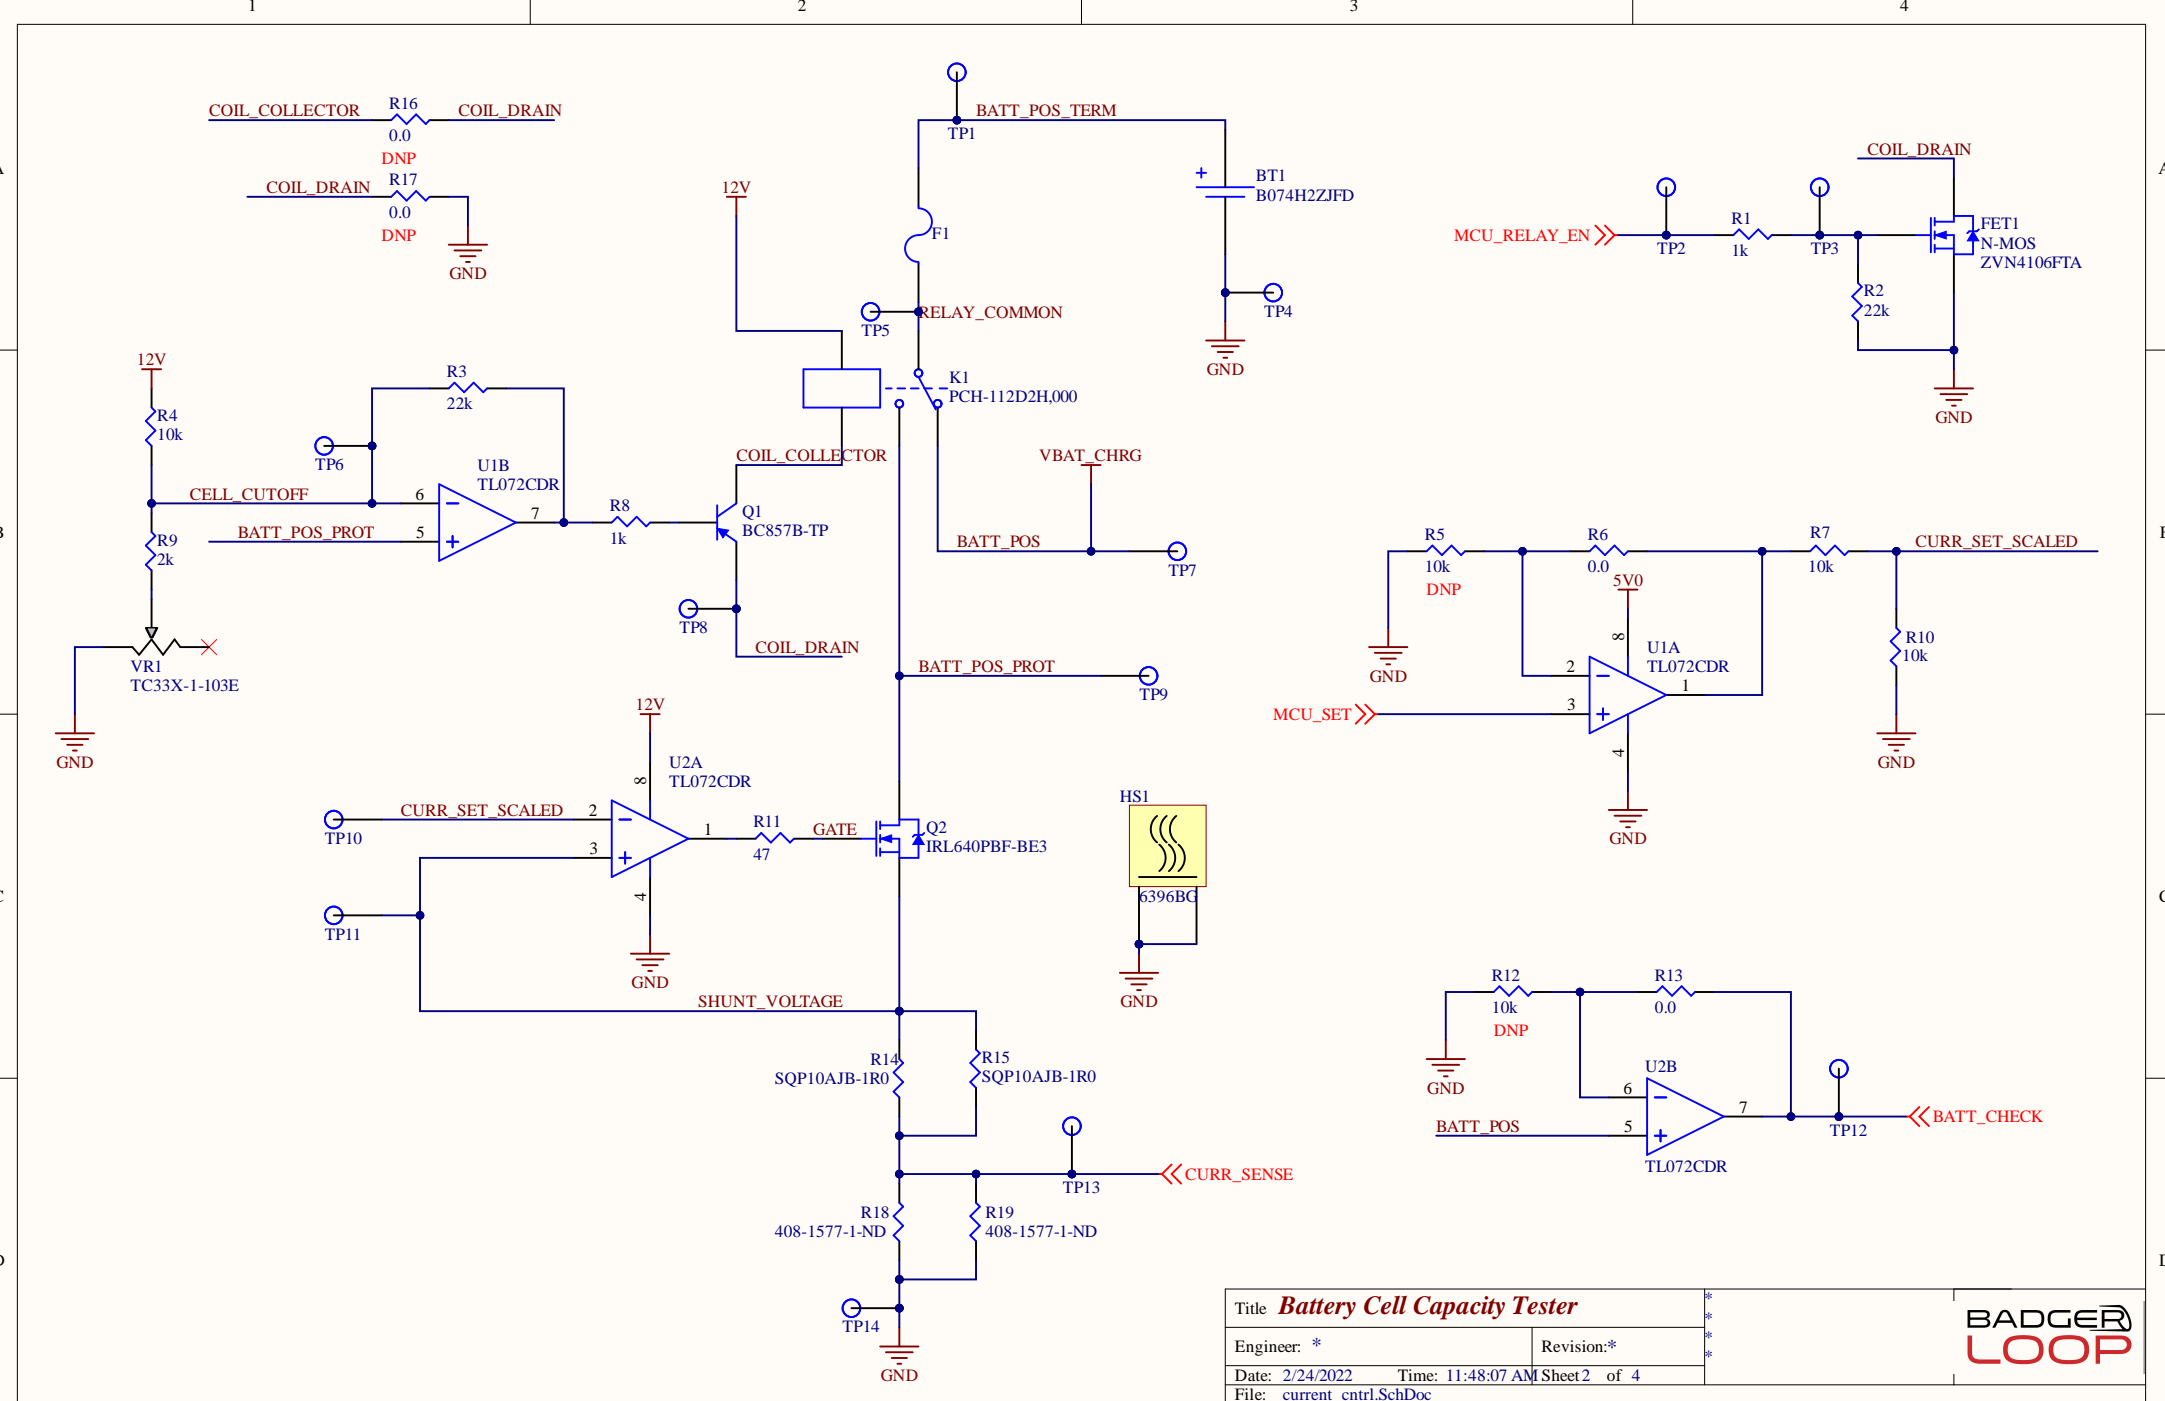 1
2
3
4
COIL_COLLECTOR
R16
COIL_DRAIN
0.0
DNP
COIL_DRAIN
R17
0.0
DNP
GND
12V
TP1
BATT_POS_TERM
F1
BT1
B074H2ZJFD
TP5
RELAY_COMMON
TP4
GND
K1
PCH-112D2H,000
COIL_DRAIN
MCU_RELAY_EN
TP2
R1
1k
TP3
FET1
N-MOS
ZVN4106FTA
R2
22k
GND
12V
R4
10k
R3
22k
TP6
U1B
TL072CDR
CELL_CUTOFF
6
BATT_POS_PROT
5
7
R9
2k
VR1
TC33X-1-103E
GND
R8
1k
COIL_COLLECTOR
Q1
BC857B-TP
TP8
COIL_DRAIN
VBAT_CHRG
BATT_POS
TP7
BATT_POS_PROT
TP9
R5
10k
DNP
GND
R6
0.0
5V0
8
R7
10k
CURR_SET_SCALED
U1A
TL072CDR
2
1
MCU_SET
3
4
GND
R10
10k
GND
12V
U2A
TL072CDR
8
TP10
CURR_SET_SCALED
2
3
1
R11
47
GATE
Q2
IRL640PBF-BE3
4
GND
TP11
SHUNT_VOLTAGE
HS1
6396BG
GND
R14
SQP10AJB-1R0
R15
SQP10AJB-1R0
TP13
CURR_SENSE
R18
408-1577-1-ND
R19
408-1577-1-ND
TP14
GND
R12
10k
DNP
GND
R13
0.0
U2B
6
BATT_POS
5
7
TL072CDR
TP12
BATT_CHECK
Title Battery Cell Capacity Tester
Engineer: *
Revision:*
Date: 2/24/2022 Time: 11:48:07 AM Sheet 2 of 4
File: current_cntrl.SchDoc
*
*
*
*
BADGER
LOOP